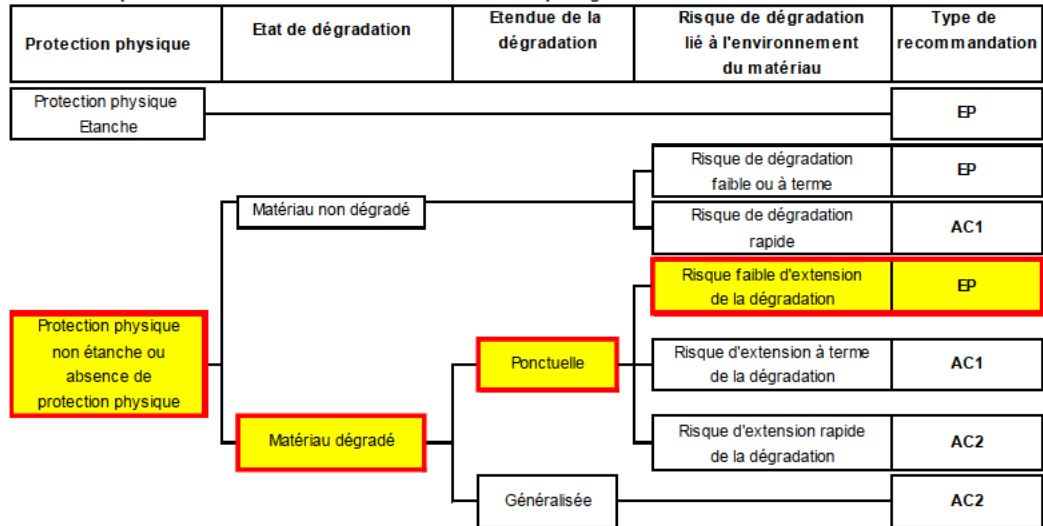 Protection physique
Etat de dégradation
Etendue de la
dégradation
Risque de dégradation
lié à l'environnement
du matériau
Type de
recommandation
Protection physique
Etanche
EP
Matériau non dégradé
Risque de dégradation
faible ou à terme
EP
Risque de dégradation
rapide
AC1
Protection physique
non étanche ou
absence de
protection physique
Matériau dégradé
Ponctuelle
Risque faible d'extension
de la dégradation
EP
Risque d'extension à terme
de la dégradation
AC1
Risque d'extension rapide
de la dégradation
AC2
Généralisée
AC2